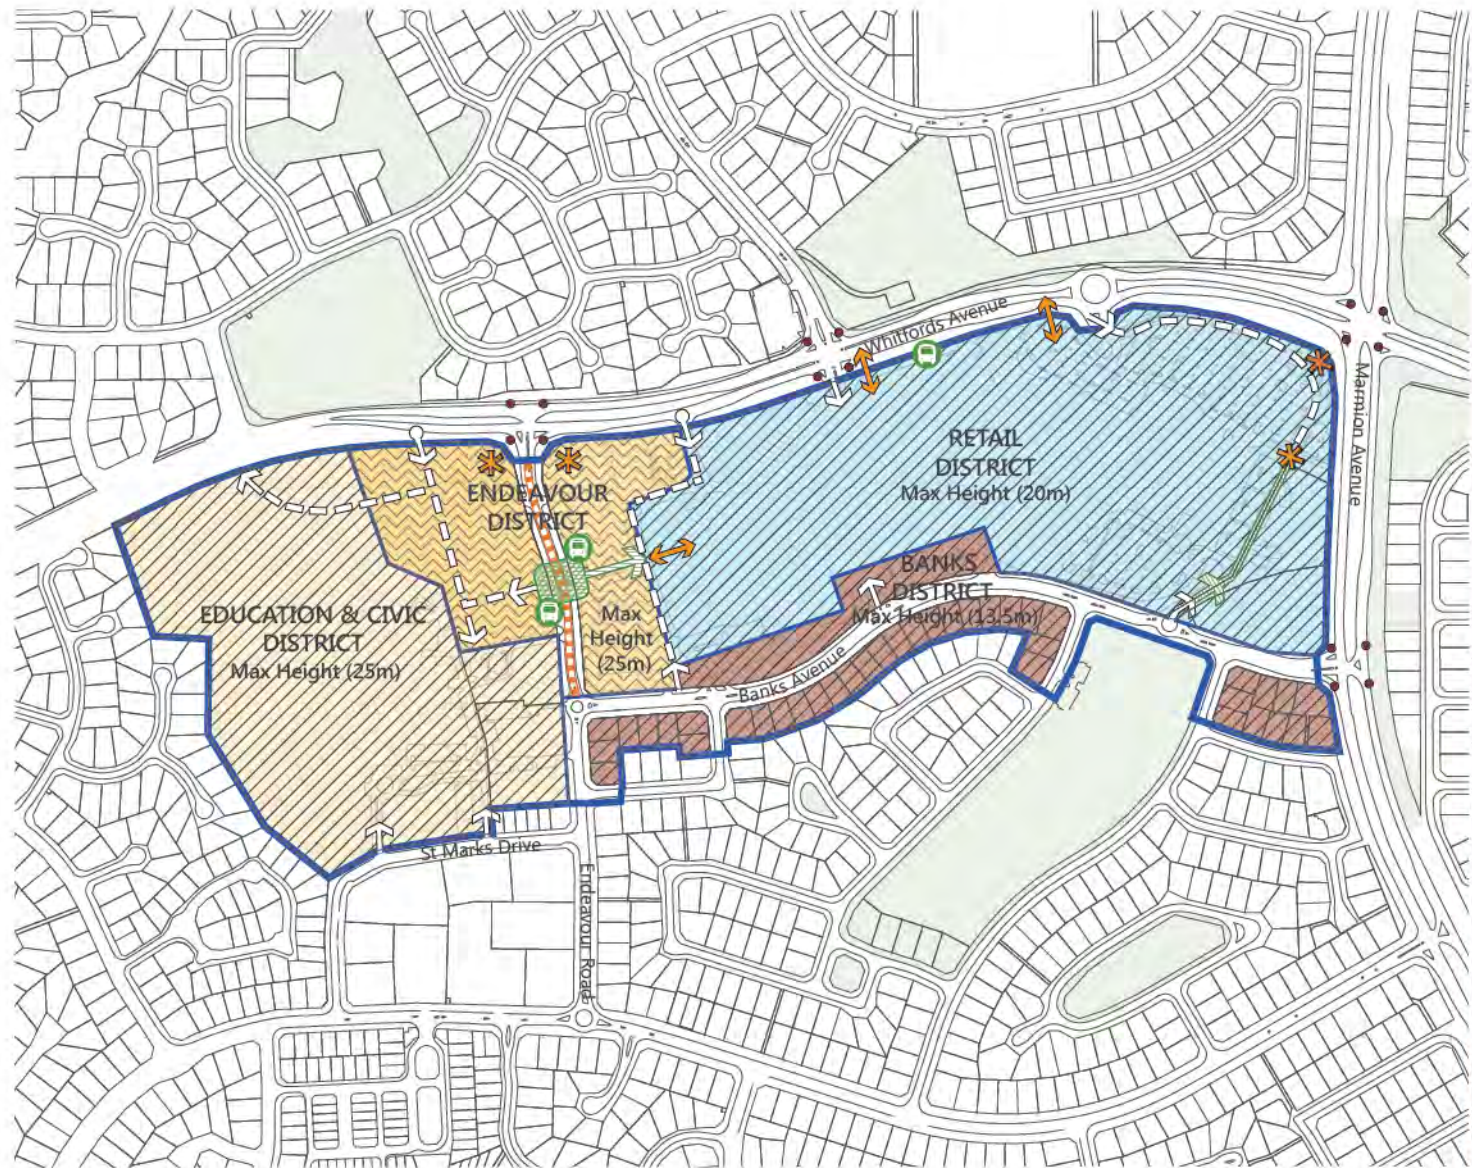 Whitfords Avenue
Marmion Avenue
RETAIL
DISTRICT
Max Height (20m)
ENDEAVOUR
DISTRICT
BANKS
DISTRICT
Max Height (13.5m)
EDUCATION & CIVIC
DISTRICT
Max Height (25m)
Max
Height
(25m)
Banks Avenue
St Marks Drive
Endeavour Road